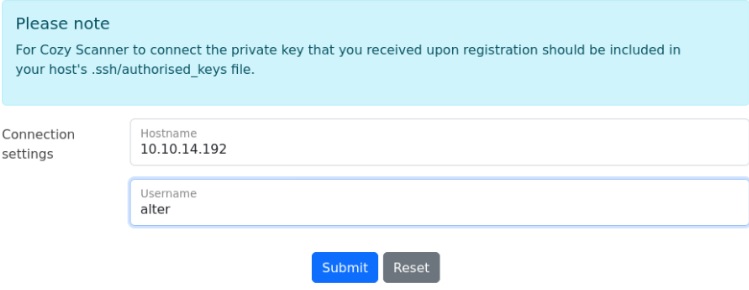 Please note
For Cozy Scanner to connect the private key that you received upon registration should be included in
your host's .ssh/authorised_keys file.
Connection
settings
Hostname
10.10.14.192
Username
alter
Submit
Reset